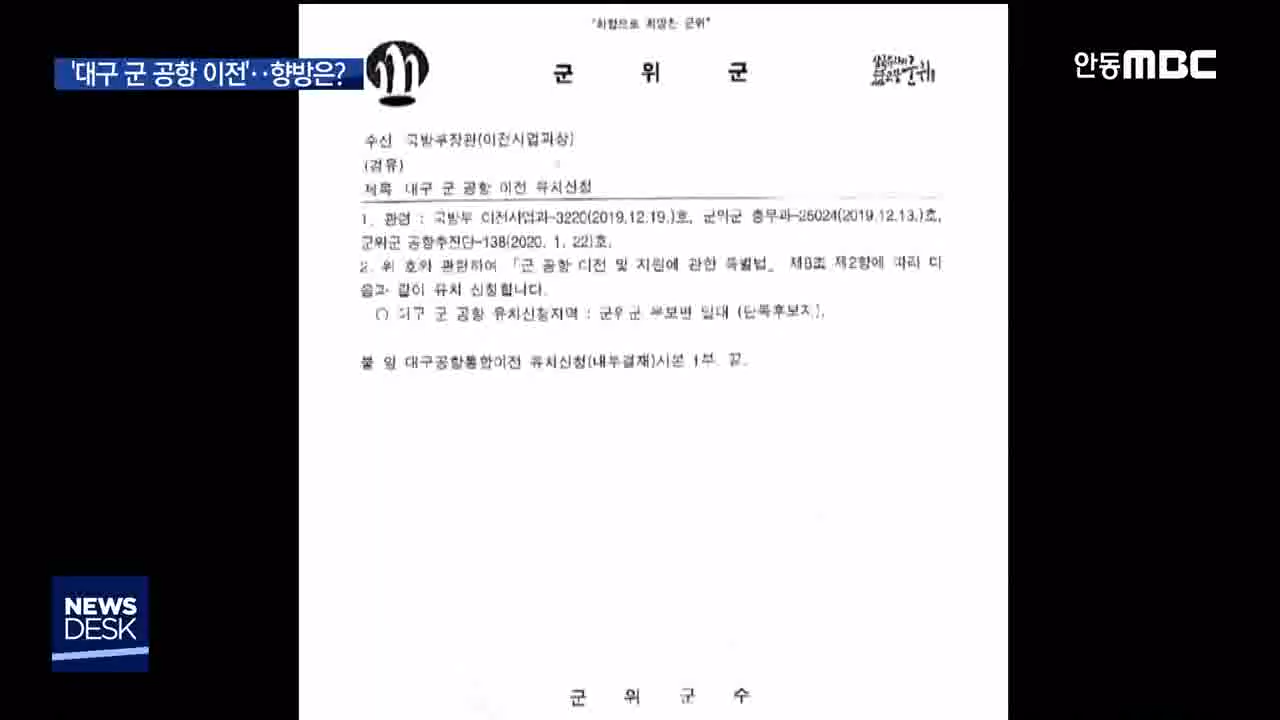 "화합으로 희망찬 군위"
'대구 군 공항 이전'··향방은?
안동MBC
군 위 군
수신 국방부장관(이전사업과장)
(경유)
제목 대구 군 공항 이전 유치신청
1. 관련 : 국방부 이전사업과-3220(2019.12.19.)호, 군위군 총무과-25024(2019.12.13.)호,
군위군 공항추진단-138(2020. 1. 22)호.
2. 위 호와 관련하여 「군 공항 이전 및 지원에 관한 특별법」 제8조 제2항에 따라 다
음과 같이 유치 신청합니다.
○ 대구 군 공항 유치신청지역 : 군위군 우보면 일대 (단독후보지).
붙 임 대구공항통합이전 유치신청(내부결재)사본 1부. 끝.
NEWS
DESK
군 위 군 수